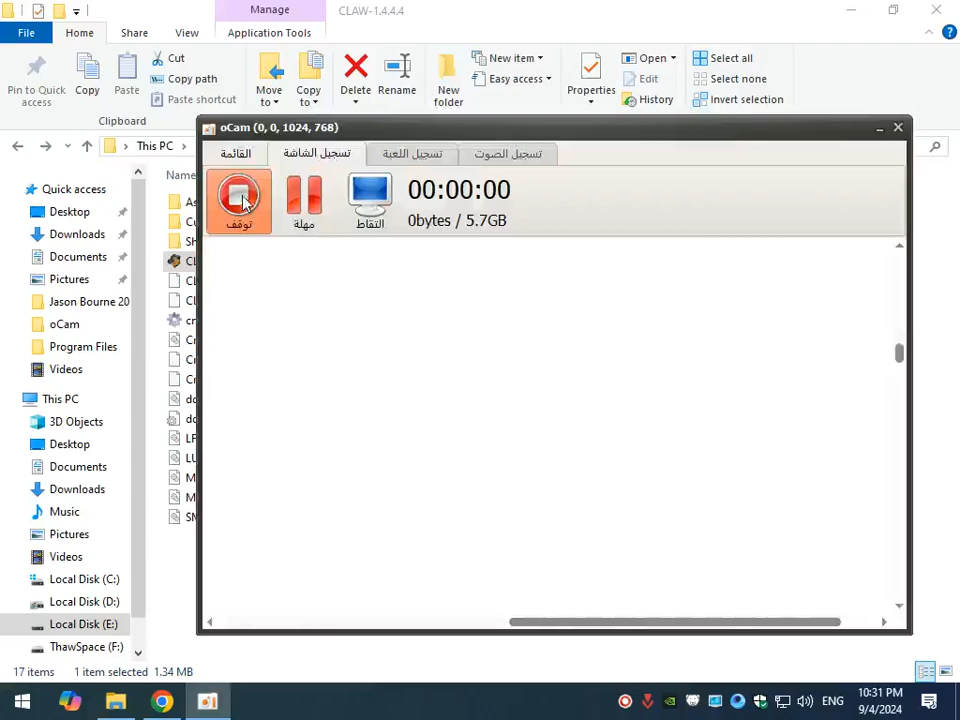 Manage
CLAW-1.4.4.4
File
Home
Share
View
Application Tools
Pin to Quick access
Copy
Paste
Cut
Copy path
Paste shortcut
Move to
Copy to
Delete
Rename
New folder
New item
Easy access
Properties
Open
Edit
History
Select all
Select none
Invert selection
Clipboard
This PC
oCam (0, 0, 1024, 768)
القائمة
تسجيل الشاشة
تسجيل اللعبة
تسجيل الصوت
توقف
مهلة
التقاط
00:00:00
0bytes / 5.7GB
Quick access
Desktop
Downloads
Documents
Pictures
Jason Bourne 20
oCam
Program Files
Videos
This PC
3D Objects
Desktop
Documents
Downloads
Music
Pictures
Videos
Local Disk (C:)
Local Disk (D:)
Local Disk (E:)
ThawSpace (F:)
17 items
1 item selected
1.34 MB
ENG
10:31 PM
9/4/2024